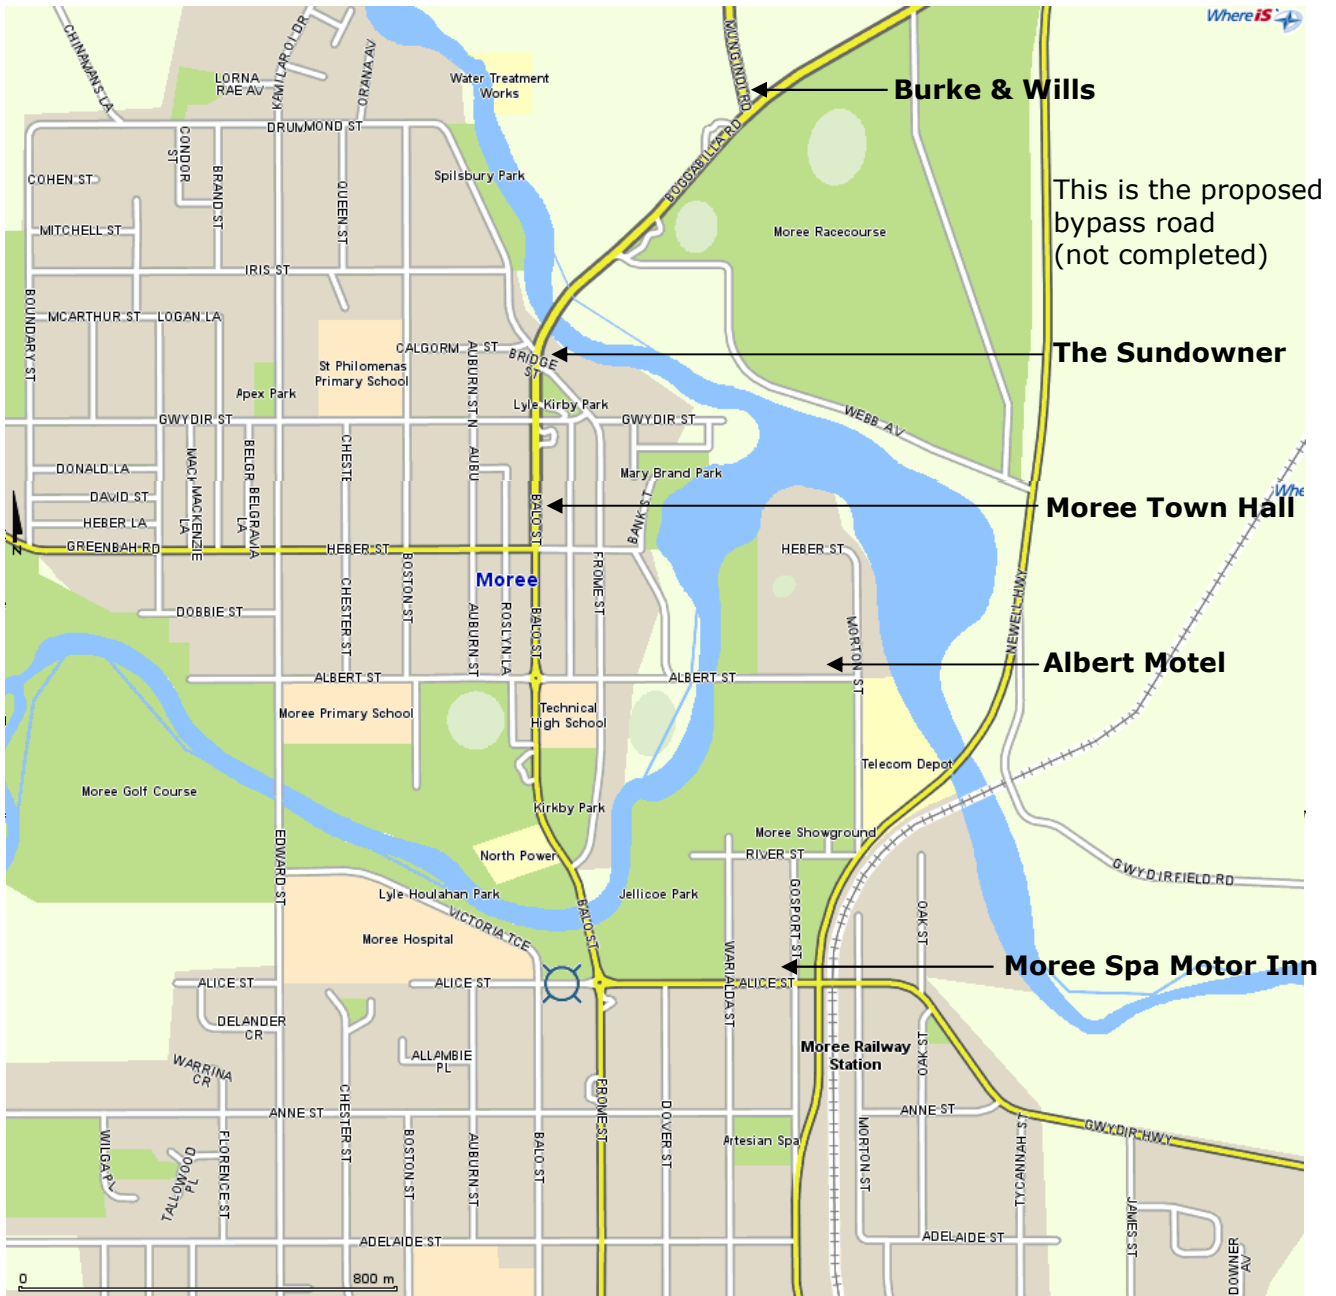 WhereiS
CHINAMANS LA
KAMILAROI DR
ORANA AV
LORNA
RAE AV
Water Treatment
Works
MUNGINDI RD
Burke & Wills
DRUMMOND ST
CONDOR
ST
BRAND ST
QUEEN ST
COHEN ST
Spilsbury Park
BOGGABILLA RD
This is the proposed
bypass road
(not completed)
MITCHELL ST
Moree Racecourse
IRIS ST
BOUNDARY ST
MCARTHUR ST
LOGAN LA
CALGORM ST
BRIDGE
ST
The Sundowner
St Philomenas
Primary School
AUBURN ST N
Apex Park
Lyle Kirby Park
GWYDIR ST
GWYDIR ST
WEBB AV
CHESTE
BELGR
MACK
AUBU
DONALD LA
Mary Brand Park
DAVID ST
MACKENZIE
LA
BELGRAVIA
LA
BALO ST
BANK ST
Moree Town Hall
Whe
HEBER LA
GREENBAH RD
HEBER ST
HEBER ST
N
Moree
BOSTON ST
CHESTER ST
FROME ST
NEWELL HWY
DOBBIE ST
AUBURN ST
ROSLYN LA
BALO ST
MORTON ST
Albert Motel
ALBERT ST
ALBERT ST
Moree Primary School
Technical
High School
Telecom Depot
Moree Golf Course
Kirkby Park
EDWARD ST
Moree Showground
North Power
RIVER ST
GWYDIRFIELD RD
Lyle Houlahan Park
Jellicoe Park
GOSPORT ST
OAK ST
VICTORIA TCE
BALO ST
Moree Hospital
WARIALDA ST
Moree Spa Motor Inn
ALICE ST
ALICE ST
ALICE ST
DELANDER
CR
OAK ST
Moree Railway
Station
ALLAMBIE
PL
WARRINA
CR
CHESTER ST
FROME ST
DOVER ST
ANNE ST
ANNE ST
GWYDIR HWY
WILGA PL
TALLOWOOD
PL
FLORENCE ST
BOSTON ST
AUBURN ST
BALO ST
Artesian Spa
MORTON ST
TYCANNAH ST
JAMES ST
ADELAIDE ST
ADELAIDE ST
DOWNER
AV
0
800 m